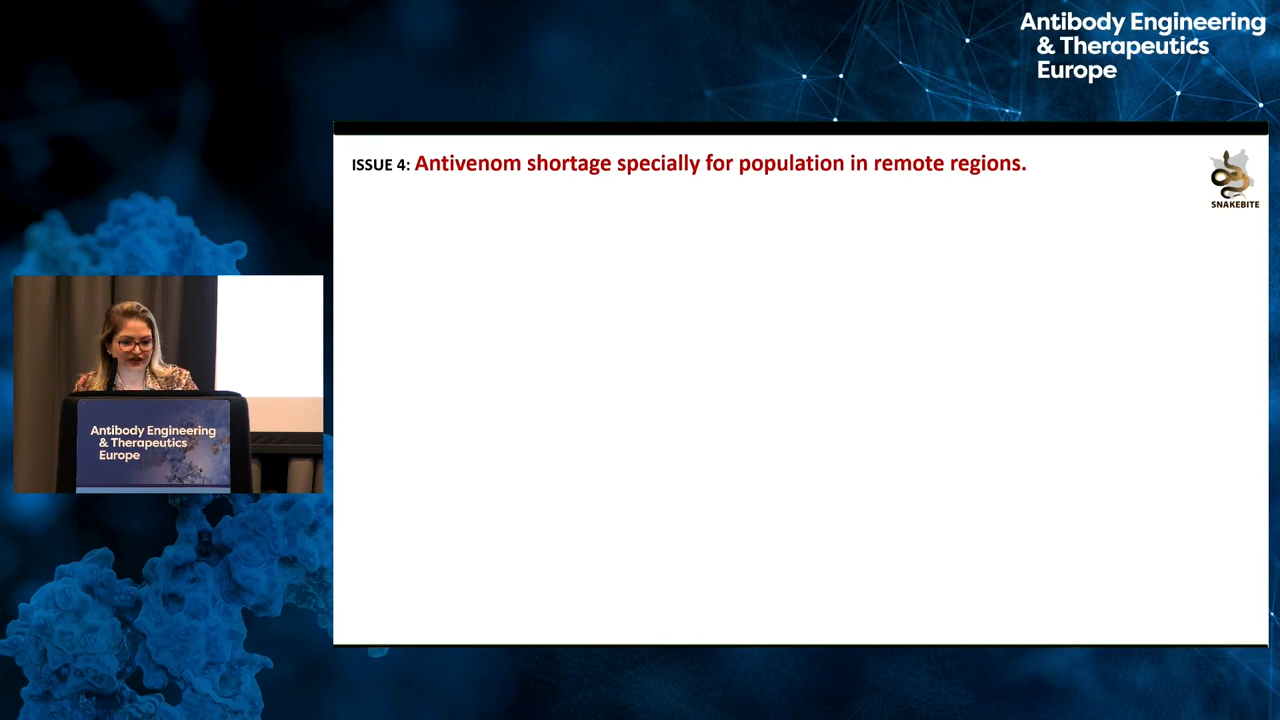 Antibody Engineering
& Therapeutics
Europe
ISSUE 4: Antivenom shortage specially for population in remote regions.
SNAKEBITE
Antibody Engineering
& Therapeutics
Europe